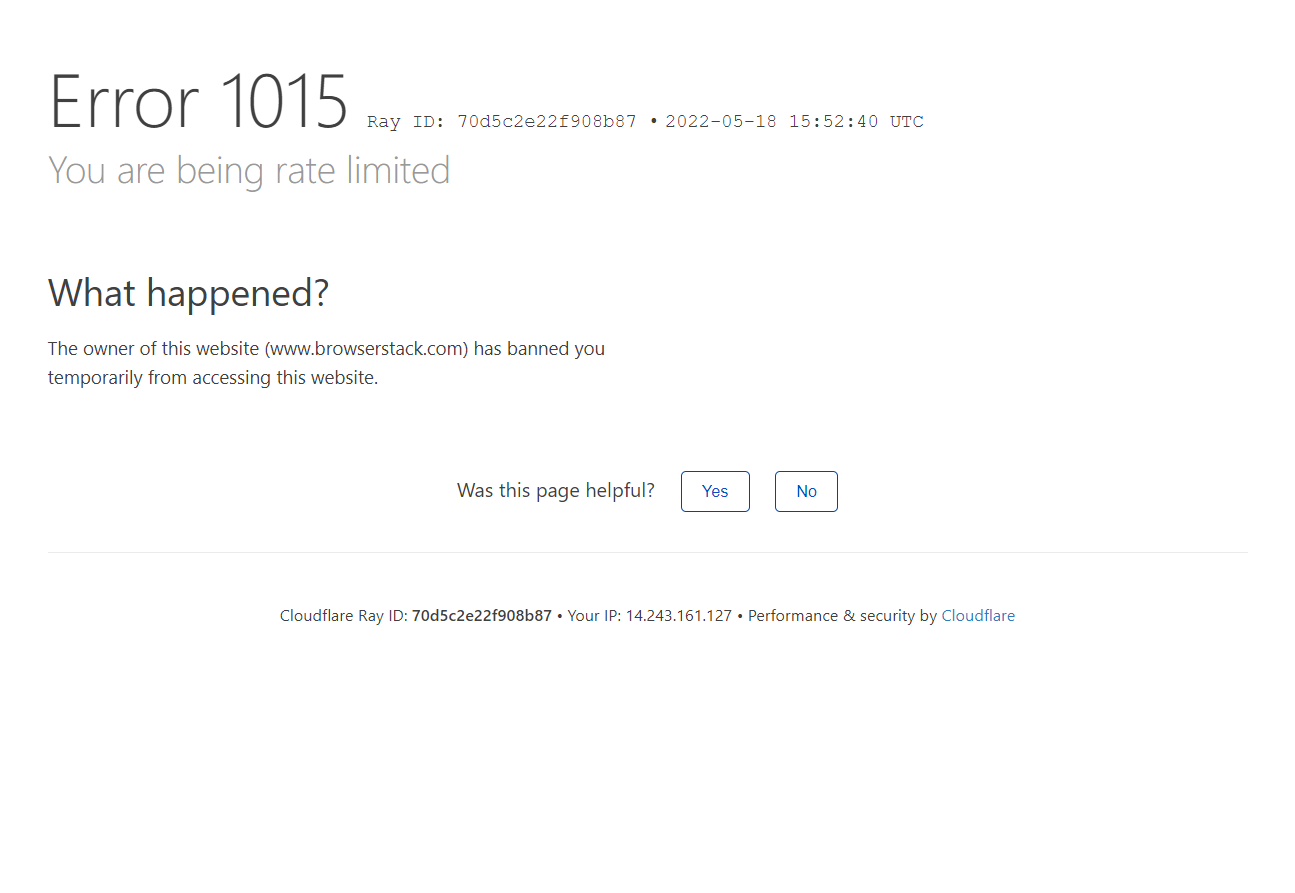 Error 1015 Ray ID: 70d5c2e22f908b87 • 2022-05-18 15:52:40 UTC
You are being rate limited
What happened?
The owner of this website (www.browserstack.com) has banned you
temporarily from accessing this website.
Was this page helpful? Yes No
Cloudflare Ray ID: 70d5c2e22f908b87 • Your IP: 14.243.161.127 • Performance & security by Cloudflare